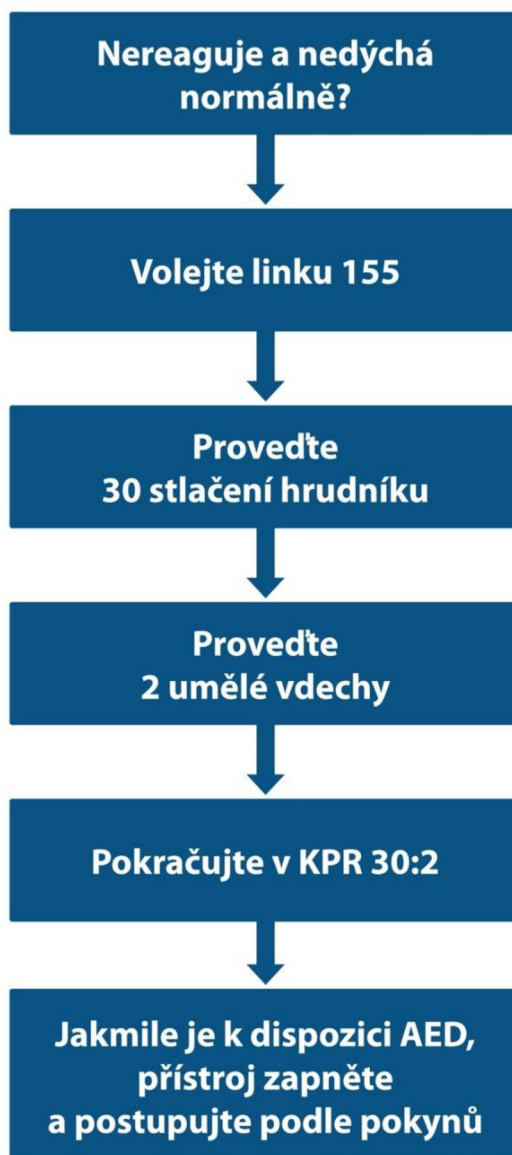 Nereaguje a nedýchá
normálně?
Volejte linku 155
Proveďte
30 stlačení hrudníku
Proveďte
2 umělé vdechy
Pokračujte v KPR 30:2
Jakmile je k dispozici AED,
přístroj zapněte
a postupujte podle pokynů